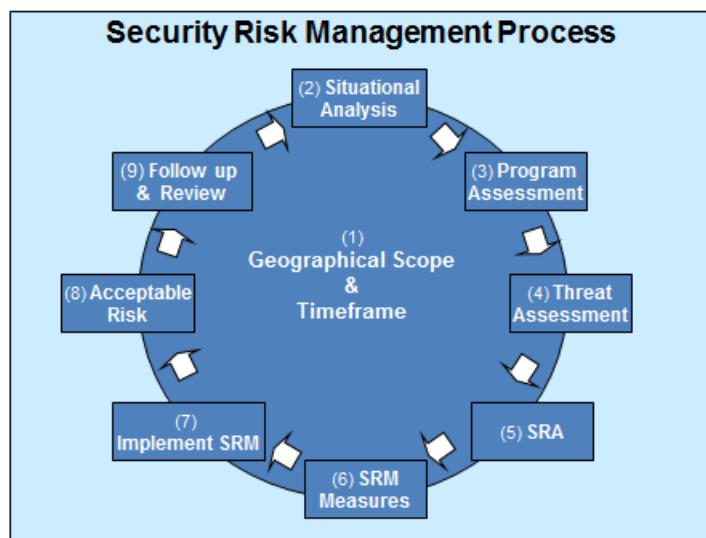 Security Risk Management Process
(2) Situational
Analysis
(3) Program
Assessment
(4) Threat
Assessment
(5) SRA
(6) SRM
Measures
(7)
Implement SRM
(8) Acceptable
Risk
(9) Follow up
& Review
(1)
Geographical Scope
&
Timeframe